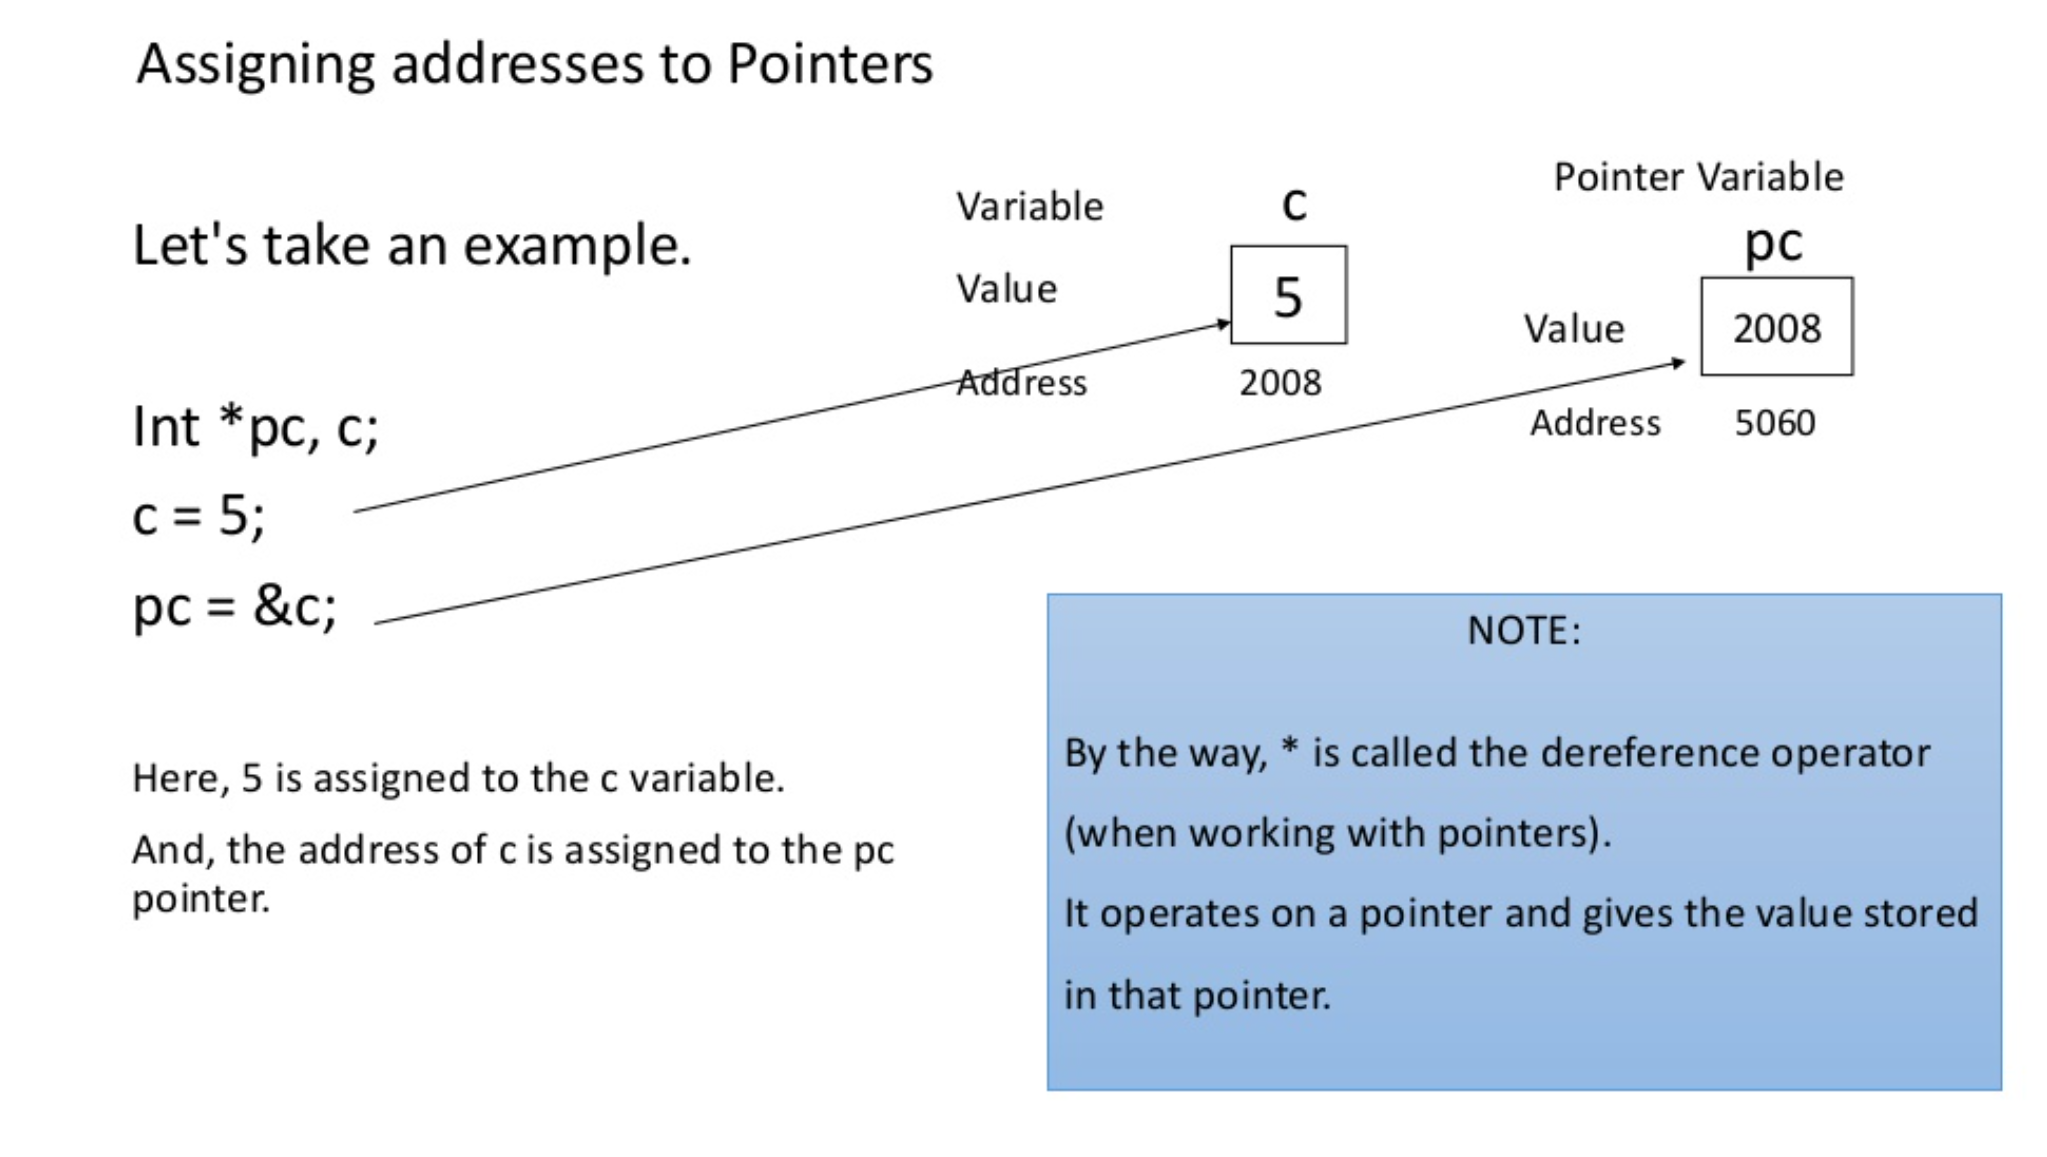 Assigning addresses to Pointers
Let's take an example.
Int *pc, c;
c = 5;
pc = &c;
Here, 5 is assigned to the c variable.
And, the address of c is assigned to the pc
pointer.
Variable c
Value 5
Address 2008
Pointer Variable
pc
Value 2008
Address 5060
NOTE:
By the way, * is called the dereference operator
(when working with pointers).
It operates on a pointer and gives the value stored
in that pointer.